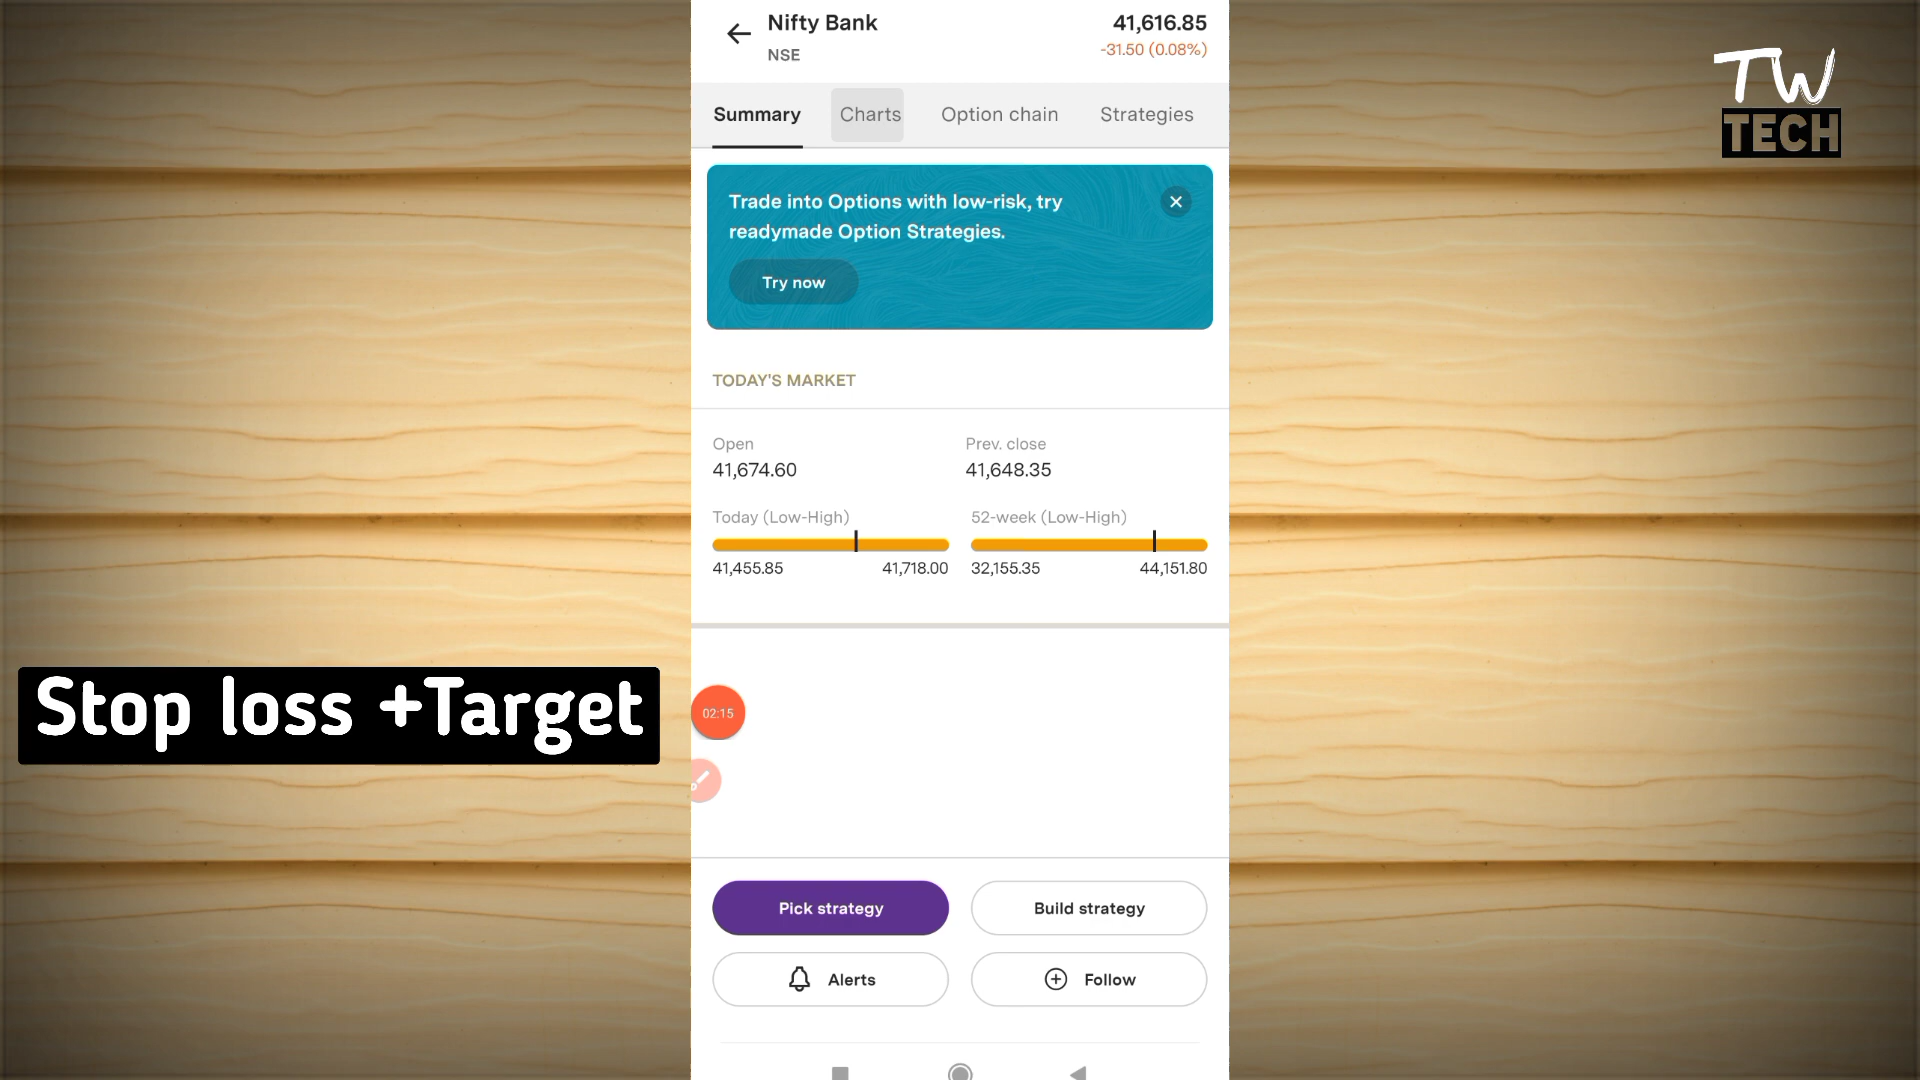 Nifty Bank
NSE
41,616.85
-31.50 (0.08%)
Summary
Charts
Option chain
Strategies
Trade into Options with low-risk, try
readymade Option Strategies.
Try now
TODAY'S MARKET
Open
Prev. close
41,674.60
41,648.35
Today (Low-High)
52-week (Low-High)
41,455.85
41,718.00
32,155.35
44,151.80
02:15
Pick strategy
Build strategy
Alerts
Follow
Stop loss +Target
TW
TECH